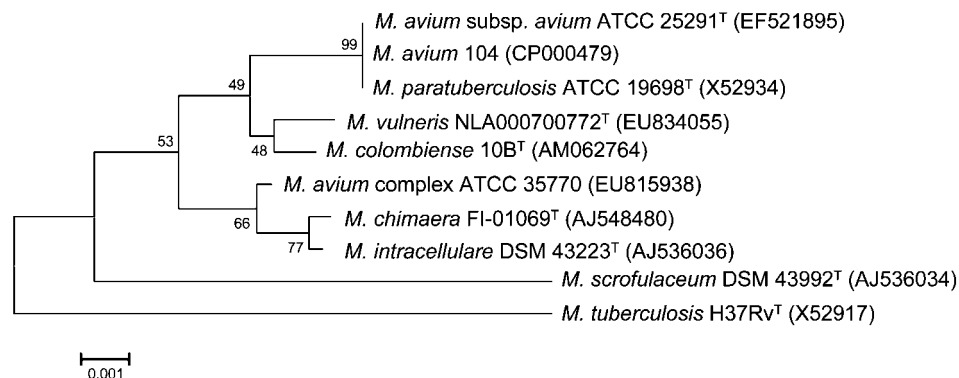 M. avium subsp. avium ATCC 25291ᵀ (EF521895)
99
M. avium 104 (CP000479)
M. paratuberculosis ATCC 19698ᵀ (X52934)
49
M. vulneris NLA000700772ᵀ (EU834055)
53
48
M. colombiense 10Bᵀ (AM062764)
M. avium complex ATCC 35770 (EU815938)
66
M. chimaera FI-01069ᵀ (AJ548480)
77
M. intracellulare DSM 43223ᵀ (AJ536036)
M. scrofulaceum DSM 43992ᵀ (AJ536034)
M. tuberculosis H37Rvᵀ (X52917)
0.001